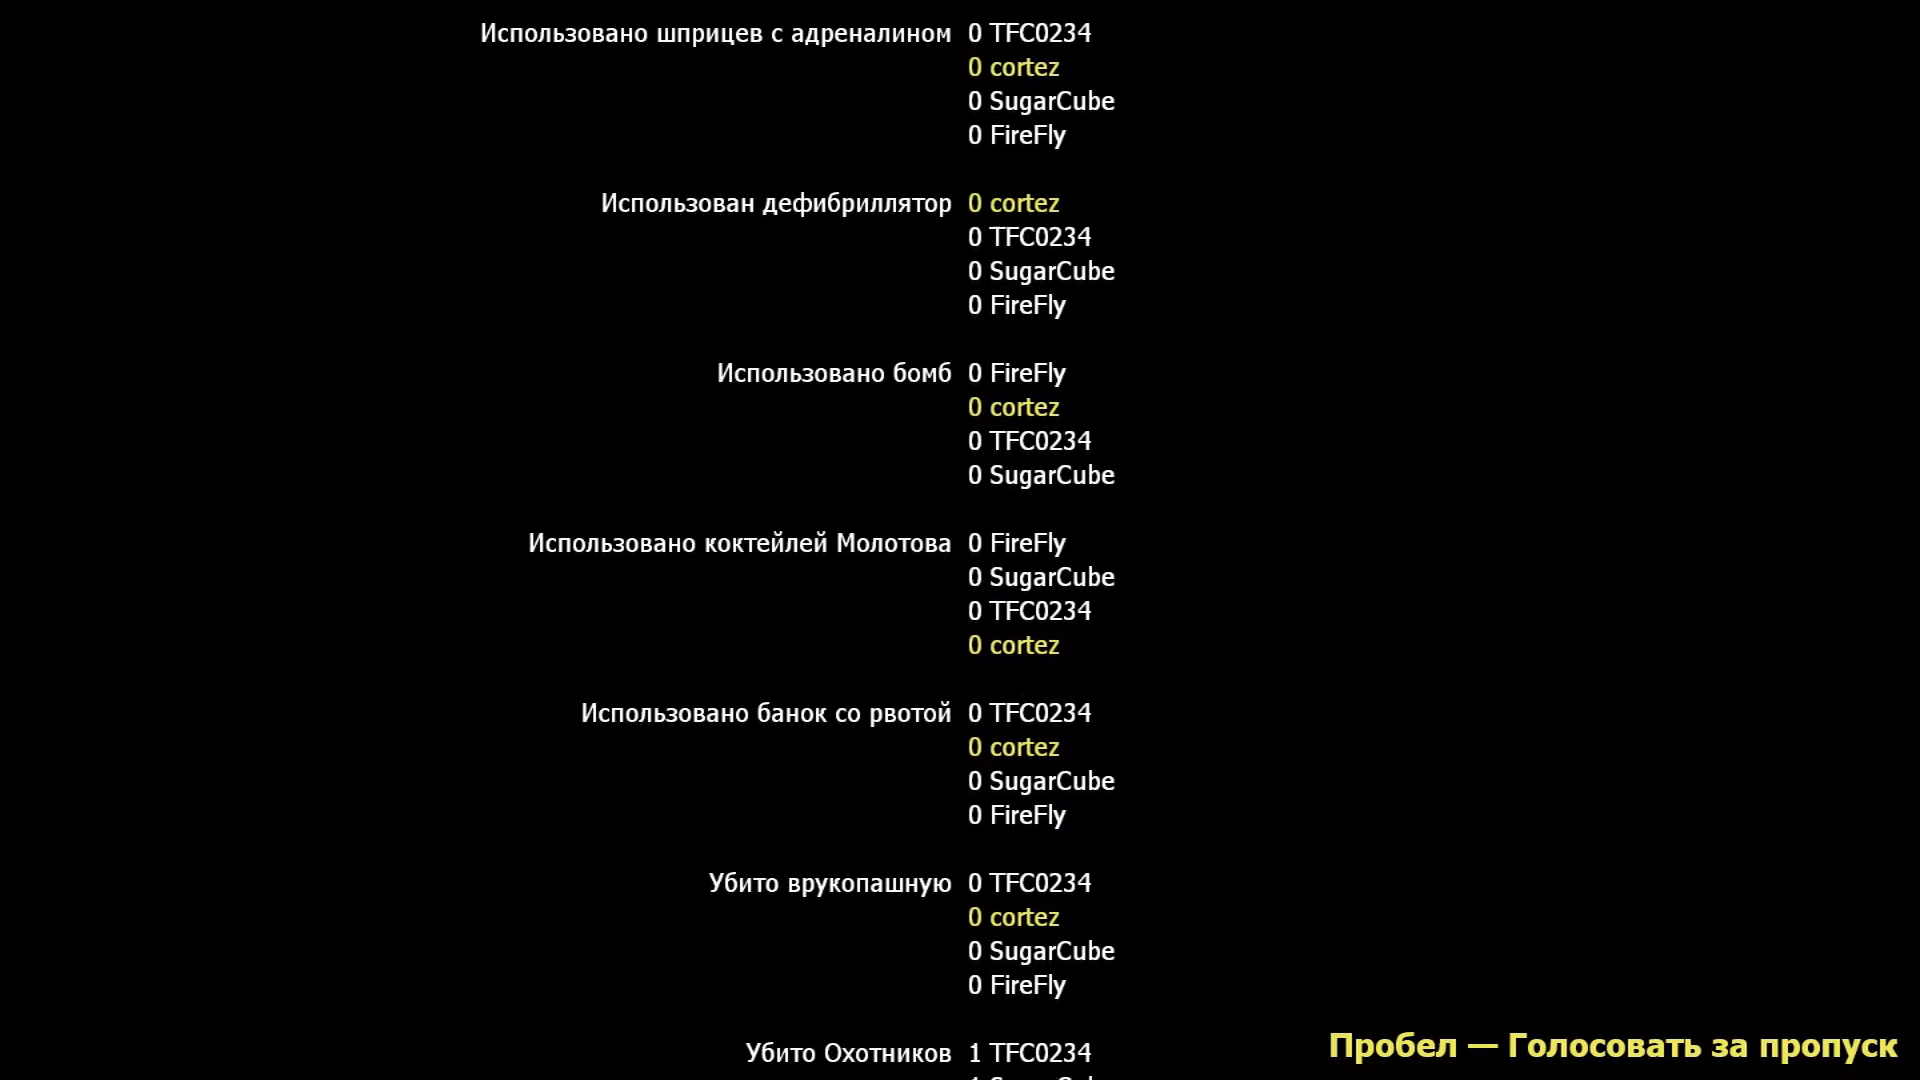 Использовано шприцев с адреналином 0 TFC0234
0 cortez
0 SugarCube
0 FireFly
Использован дефибриллятор 0 cortez
0 TFC0234
0 SugarCube
0 FireFly
Использовано бомб 0 FireFly
0 cortez
0 TFC0234
0 SugarCube
Использовано коктейлей Молотова 0 FireFly
0 SugarCube
0 TFC0234
0 cortez
Использовано банок со рвотой 0 TFC0234
0 cortez
0 SugarCube
0 FireFly
Убито врукопашную 0 TFC0234
0 cortez
0 SugarCube
0 FireFly
Убито Охотников 1 TFC0234
Пробел — Голосовать за пропуск